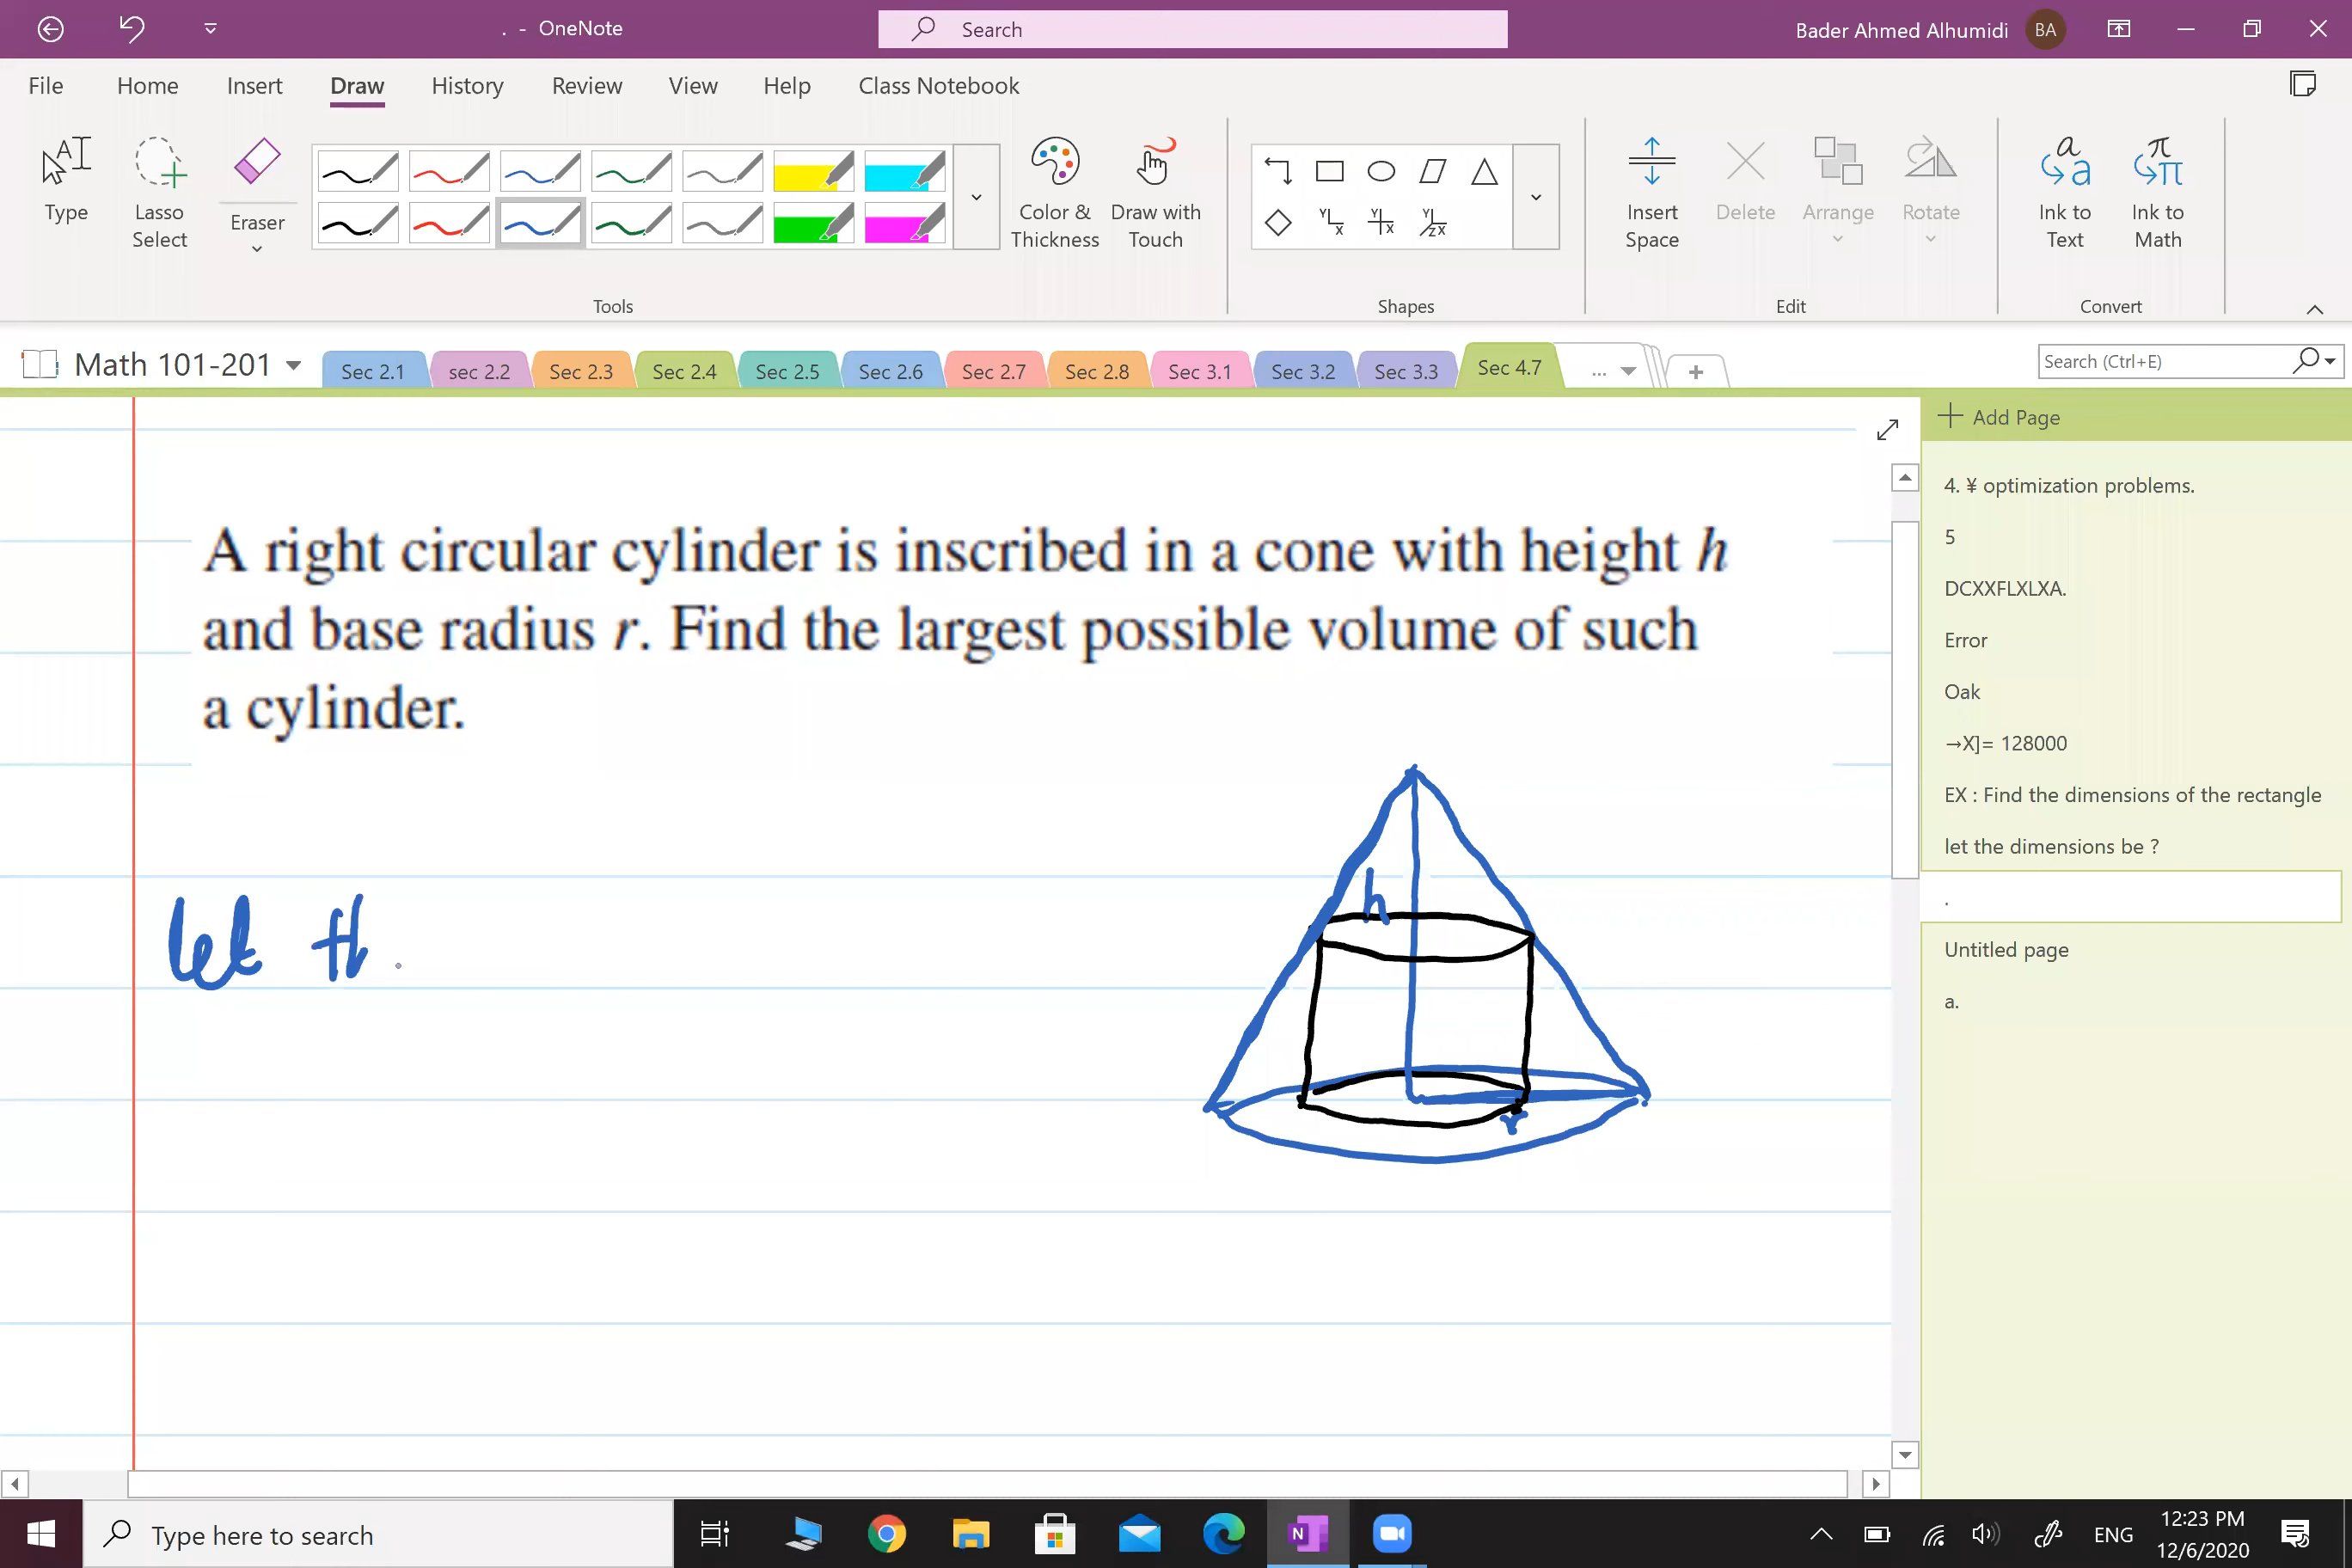 . - OneNote
Search
Bader Ahmed Alhumidi
BA
File Home Insert Draw History Review View Help Class Notebook
Type
Lasso Select
Eraser
Color & Thickness
Draw with Touch
Insert Space
Delete
Arrange
Rotate
Ink to Text
Ink to Math
Tools
Shapes
Edit
Convert
Math 101-201
Sec 2.1 sec 2.2 Sec 2.3 Sec 2.4 Sec 2.5 Sec 2.6 Sec 2.7 Sec 2.8 Sec 3.1 Sec 3.2 Sec 3.3 Sec 4.7 ... +
Search (Ctrl+E)
A right circular cylinder is inscribed in a cone with height h
and base radius r. Find the largest possible volume of such
a cylinder.
h
let th
r
Add Page
4. ¥ optimization problems.
5
DCXXFLXLXA.
Error
Oak
→X]= 128000
EX : Find the dimensions of the rectangle
let the dimensions be ?
.
Untitled page
a.
Type here to search
ENG
12:23 PM
12/6/2020